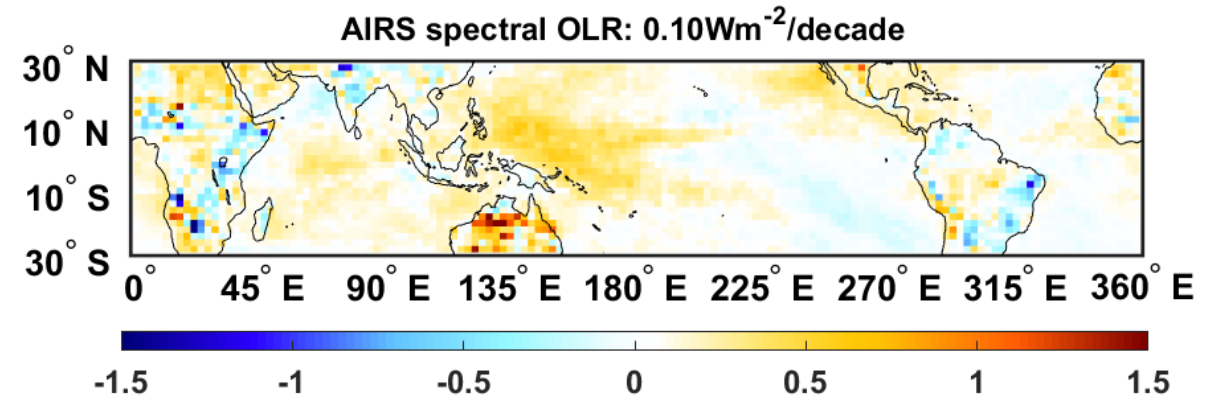 AIRS spectral OLR: 0.10Wm⁻²/decade
30° N
10° N
10° S
30° S
0° 45° E 90° E 135° E 180° E 225° E 270° E 315° E 360° E
-1.5 -1 -0.5 0 0.5 1 1.5